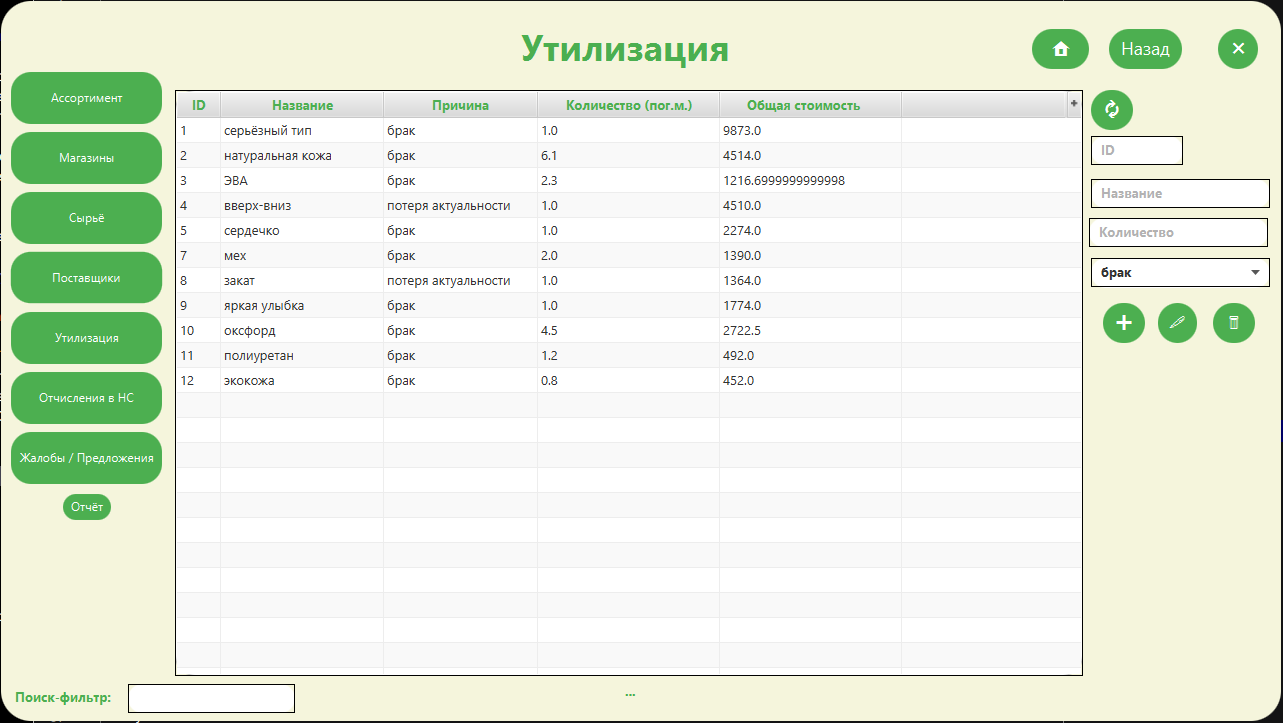 Утилизация
Назад
Ассортимент
Магазины
Сырьё
Поставщики
Утилизация
Отчисления в НС
Жалобы / Предложения
Отчёт
ID Название Причина Количество (пог.м.) Общая стоимость +
1 серьёзный тип брак 1.0 9873.0
2 натуральная кожа брак 6.1 4514.0
3 ЭВА брак 2.3 1216.6999999999998
4 вверх-вниз потеря актуальности 1.0 4510.0
5 сердечко брак 1.0 2274.0
7 мех брак 2.0 1390.0
8 закат потеря актуальности 1.0 1364.0
9 яркая улыбка брак 1.0 1774.0
10 оксфорд брак 4.5 2722.5
11 полиуретан брак 1.2 492.0
12 экокожа брак 0.8 452.0
ID
Название
Количество
брак
Поиск-фильтр:
...